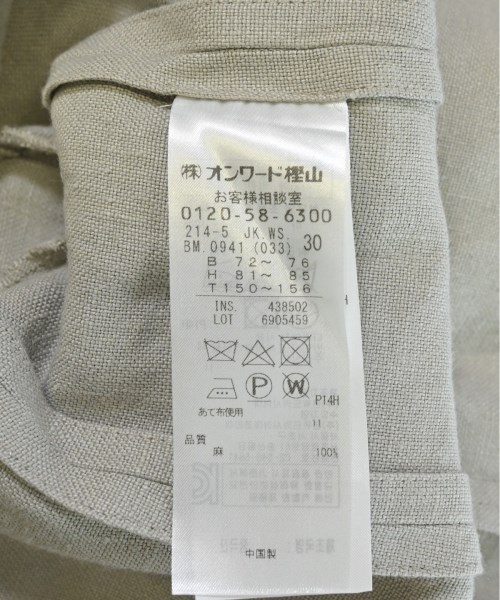 ㈱ オンワード樫山
お客様相談室
0120-58-6300
214-5 JK.WS.
BM.0941 (033) 30
B 72～ 76
H 81～ 85
T150～156
INS. 438502
LOT 6905459
P W P14H
あて布使用 11
品質
麻 100%
中国製